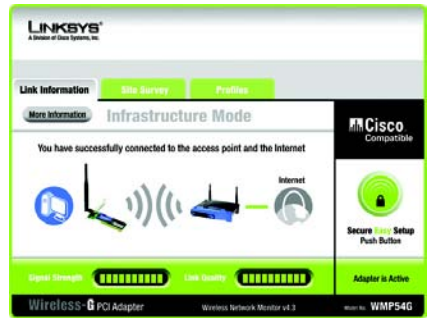 LINKSYS®
A Division of Cisco Systems, Inc.
Link Information
Site Survey
Profiles
More Information
Infrastructure Mode
Cisco
Compatible
You have successfully connected to the access point and the Internet
Internet
Secure Easy Setup
Push Button
Signal Strength
Link Quality
Adapter is Active
Wireless-G PCI Adapter
Wireless Network Monitor v4.3
Model No. WMP54G